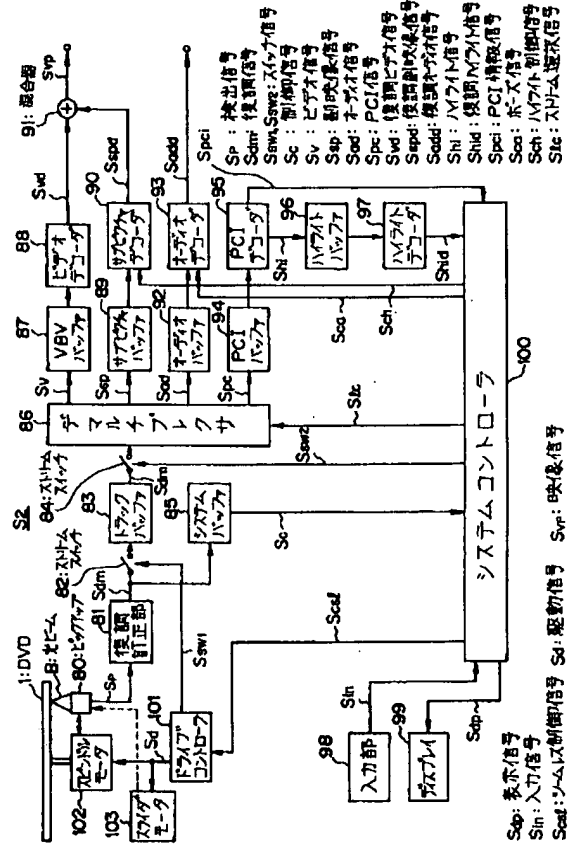 S2
1:DVD
8:光ビーム
80:ピックアップ
SP
102
スピンドル
モータ
103
スライダ
モータ
Sd
101
ドライブ
コントローラ
81
復調
訂正部
Sdm
82:ストリーム
スイッチ
Ssw1
83
トラック
バッファ
84:ストリーム
スイッチ
Sdm
85
システム
バッファ
Sc
Ssw2
86
デマルチプレクサ
Slc
Sv
87
VBV
バッファ
88
ビデオ
デコーダ
Svd
91:混合器
Svp
Ssp
89
サブピクチャ
バッファ
90
サブピクチャ
デコーダ
Sspd
Sad
92
オーディオ
バッファ
93
オーディオ
デコーダ
Sadd
Spc
94
PCI
バッファ
95
PCI
デコーダ
Spci
Shi
96
ハイライト
バッファ
97
ハイライト
デコーダ
Shid
Sca
Sch
Scsl
98
入力部
Sin
99
ディスプレイ
Sdp
システムコントローラ
100
SP : 検出信号
Sdm : 復調信号
Ssw1,Ssw2:スイッチ信号
Sc : 制御信号
Sv : ビデオ信号
Ssp : 副映像信号
Sad : オーディオ信号
Spc : PCI信号
Svd : 復調ビデオ信号
Sspd : 復調副映像信号
Sadd : 復調オーディオ信号
Shi : ハイライト信号
Shid : 復調ハイライト信号
Spci : PCI情報信号
Sca : ポーズ信号
Sch : ハイライト制御信号
Slc : ストリーム選択信号
Sdp : 表示信号
Sin : 入力信号
Scsl : シームレス制御信号 Sd : 駆動信号 Svp : 映像信号